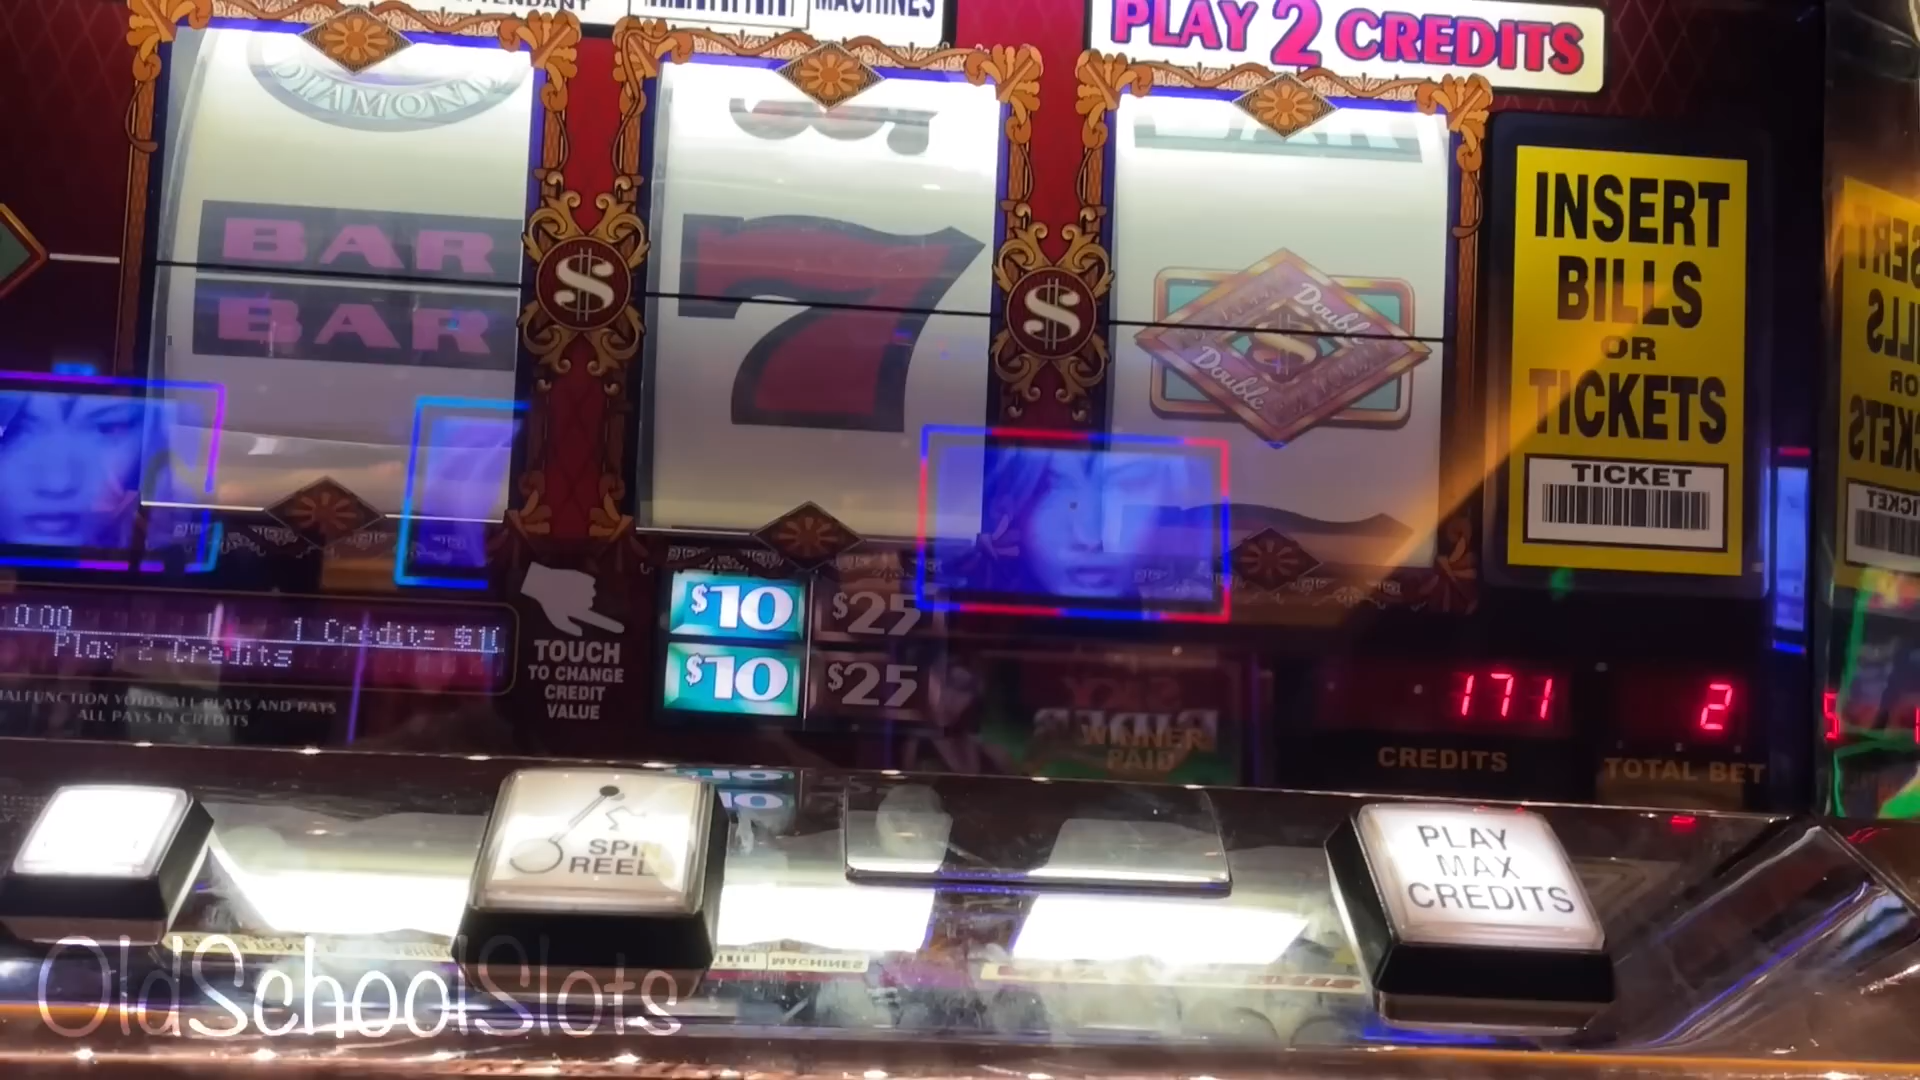 MACHINES
PLAY 2 CREDITS
DIAMOND
BAR
BAR
7
$
$
Double
Double
$
INSERT
BILLS
OR
TICKETS
TICKET
1 Credit= $10
Play 2 Credits
MALFUNCTION VOIDS ALL PLAYS AND PAYS
ALL PAYS IN CREDITS
TOUCH
TO CHANGE
CREDIT
VALUE
$10 $25
$10 $25
WINNER
PAID
171
CREDITS
2
TOTAL BET
SPIN
REEL
PLAY
MAX
CREDITS
OldSchoolSlots